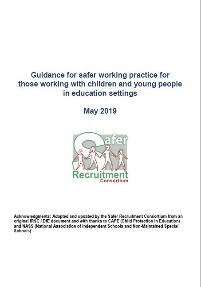 Guidance for safer working practice for
those working with children and young people
in education settings
May 2019
Safer
Recruitment
Consortium
Acknowledgments: Adapted and updated by the Safer Recruitment Consortium from an
original IRSC / DfE document and with thanks to CAPE (Child Protection in Education)
and NASS (National Association of Independent Schools and Non-Maintained Special
Schools)